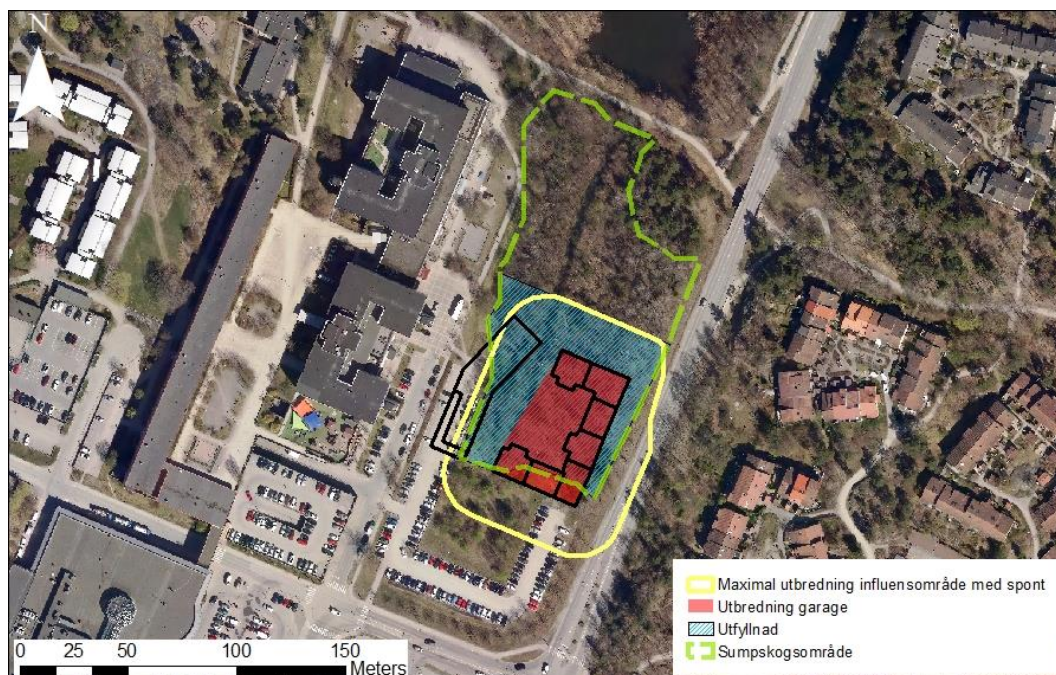 N
Maximal utbredning influensområde med spont
Utbredning garage
Utfyllnad
Sumpskogsområde
0 25 50 100 150
Meters